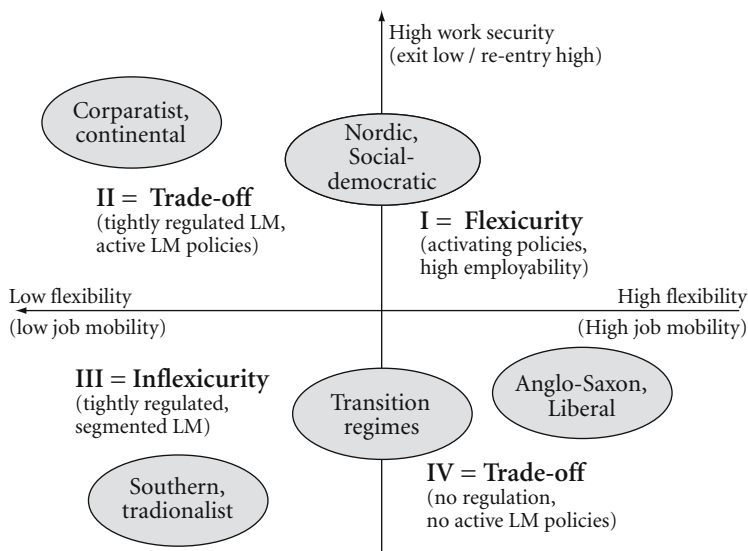 High work security
(exit low / re-entry high)
Corparatist,
continental
Nordic,
Social-
democratic
II = Trade-off
(tightly regulated LM,
active LM policies)
I = Flexicurity
(activating policies,
high employability)
Low flexibility
(low job mobility)
High flexibility
(High job mobility)
III = Inflexicurity
(tightly regulated,
segmented LM)
Transition
regimes
Anglo-Saxon,
Liberal
Southern,
tradionalist
IV = Trade-off
(no regulation,
no active LM policies)